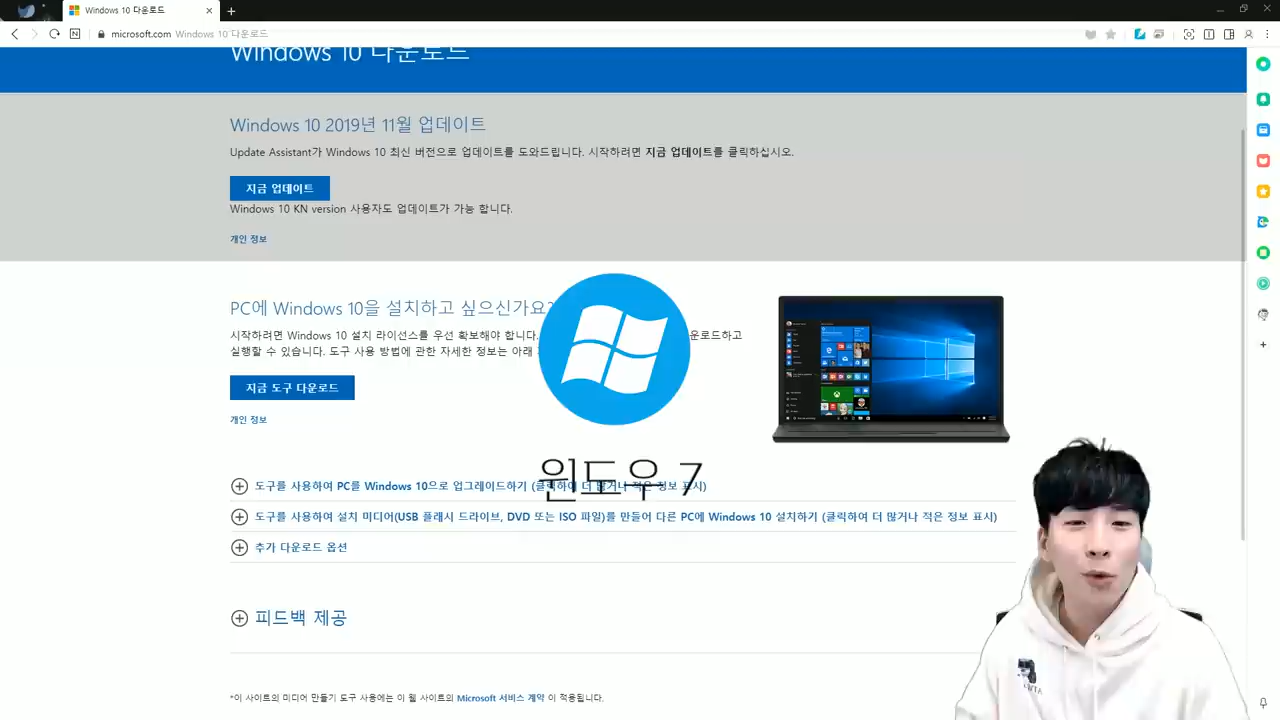 Windows 10 다운로드
microsoft.com Windows 10 다운로드
Windows 10 다운로드
Windows 10 2019년 11월 업데이트
Update Assistant가 Windows 10 최신 버전으로 업데이트를 도와드립니다. 시작하려면 지금 업데이트를 클릭하십시오.
지금 업데이트
Windows 10 KN version 사용자도 업데이트가 가능 합니다.
개인 정보
PC에 Windows 10을 설치하고 싶으신가요?
시작하려면 Windows 10 설치 라이선스를 우선 확보해야 합니다. 운로드하고
실행할 수 있습니다. 도구 사용 방법에 관한 자세한 정보는 아래
지금 도구 다운로드
개인 정보
윈도우 7
도구를 사용하여 PC를 Windows 10으로 업그레이드하기 (클릭하여 더 많거나 적은 정보 표시)
도구를 사용하여 설치 미디어(USB 플래시 드라이브, DVD 또는 ISO 파일)를 만들어 다른 PC에 Windows 10 설치하기 (클릭하여 더 많거나 적은 정보 표시)
추가 다운로드 옵션
피드백 제공
*이 사이트의 미디어 만들기 도구 사용에는 이 웹 사이트의 Microsoft 서비스 계약 이 적용됩니다.